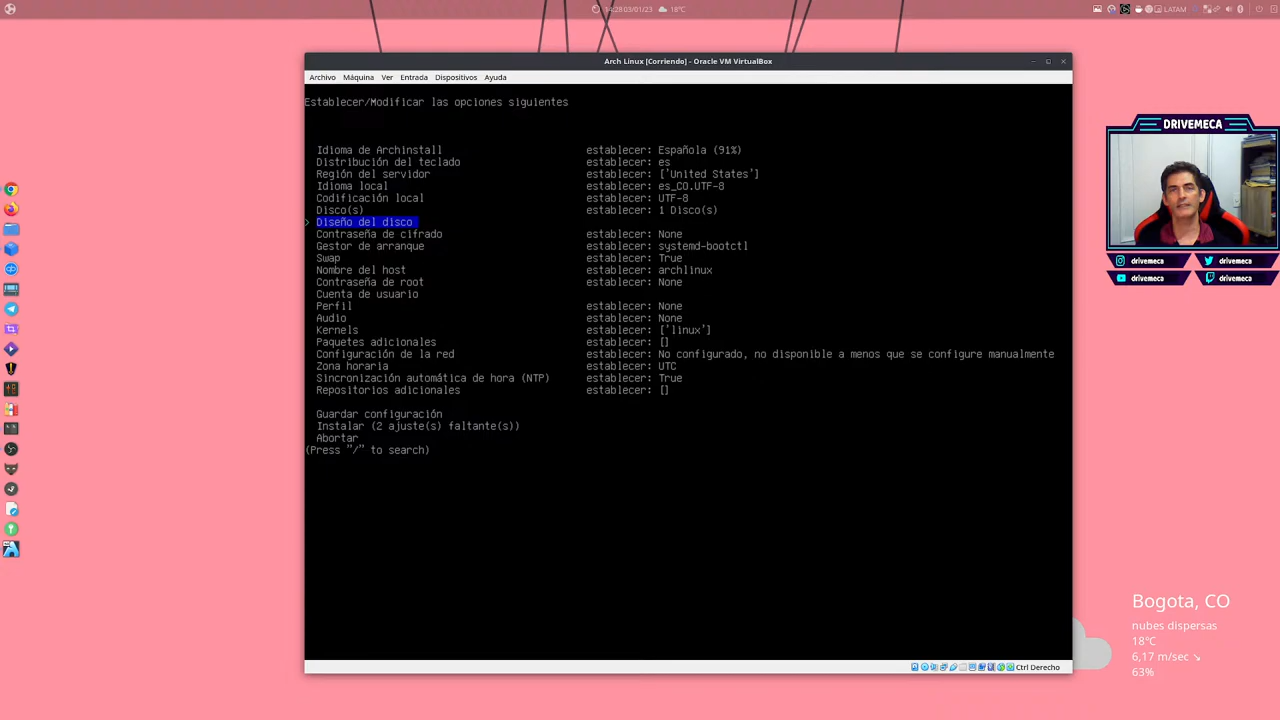 14:28 03/01/23 18°C
LATAM
Arch Linux [Corriendo] - Oracle VM VirtualBox
Archivo Máquina Ver Entrada Dispositivos Ayuda
Establecer/Modificar las opciones siguientes
Idioma de Archinstall establecer: Española (91%)
Distribución del teclado establecer: es
Región del servidor establecer: ['United States']
Idioma local establecer: es_CO.UTF-8
Codificación local establecer: UTF-8
Disco(s) establecer: 1 Disco(s)
> Diseño del disco
Contraseña de cifrado establecer: None
Gestor de arranque establecer: systemd-bootctl
Swap establecer: True
Nombre del host establecer: archlinux
Contraseña de root establecer: None
Cuenta de usuario
Perfil establecer: None
Audio establecer: None
Kernels establecer: ['linux']
Paquetes adicionales establecer: []
Configuración de la red establecer: No configurado, no disponible a menos que se configure manualmente
Zona horaria establecer: UTC
Sincronización automática de hora (NTP) establecer: True
Repositorios adicionales establecer: []
Guardar configuración
Instalar (2 ajuste(s) faltante(s))
Abortar
(Press "/" to search)
Ctrl Derecho
DRIVEMECA
drivemeca drivemeca
drivemeca drivemeca
Bogota, CO
nubes dispersas
18°C
6,17 m/sec ↘
63%